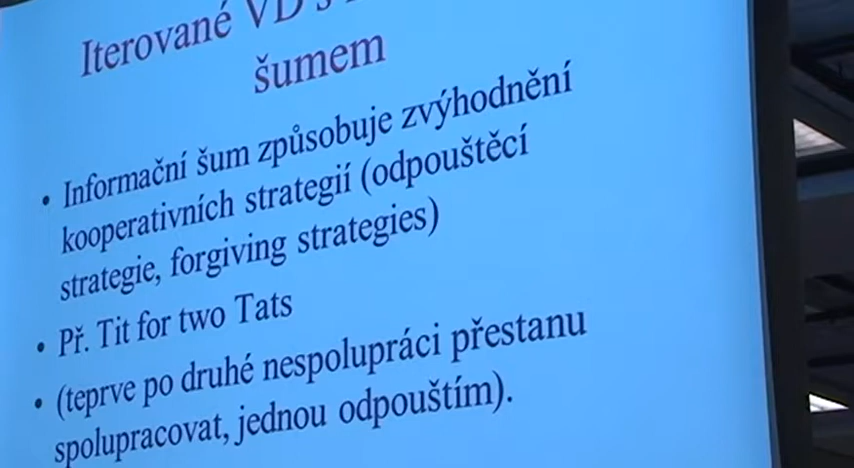 Iterované VD s
šumem
• Informační šum způsobuje zvýhodnění
kooperativních strategií (odpouštěcí
strategie, forgiving strategies)
• Př. Tit for two Tats
• (teprve po druhé nespolupráci přestanu
spolupracovat, jednou odpouštím).